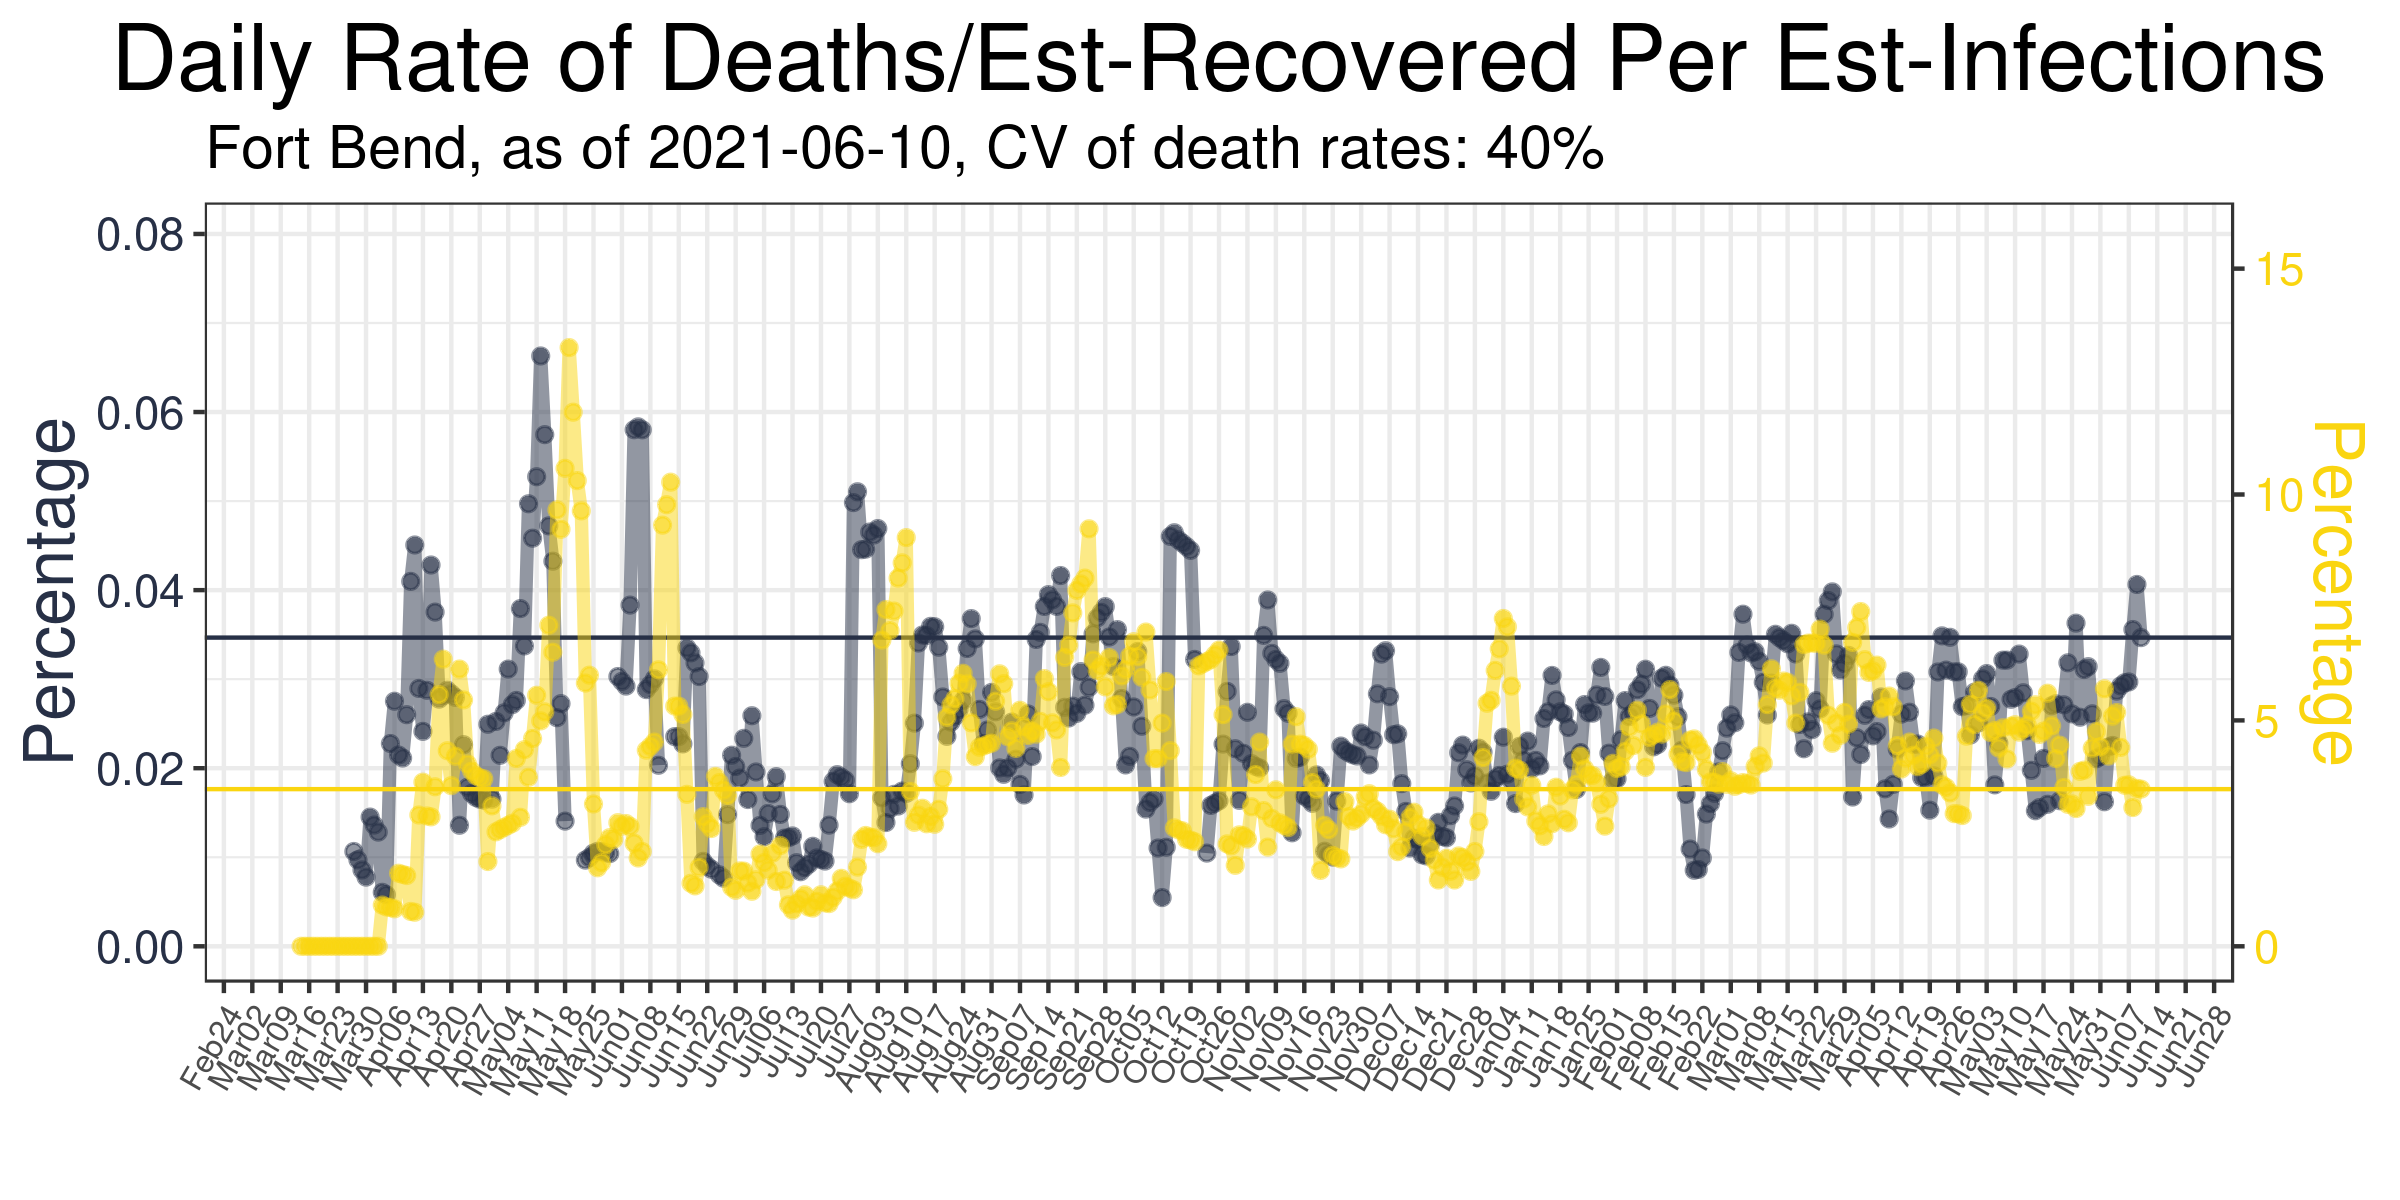 Daily Rate of Deaths/Est-Recovered Per Est-Infections
Fort Bend, as of 2021-06-10, CV of death rates: 40%
Percentage
0.08
0.06
0.04
0.02
0.00
15
10
5
0
Percentage
Feb24
Mar02
Mar09
Mar16
Mar23
Mar30
Apr06
Apr13
Apr20
Apr27
May04
May11
May18
May25
Jun01
Jun08
Jun15
Jun22
Jun29
Jul06
Jul13
Jul20
Jul27
Aug03
Aug10
Aug17
Aug24
Aug31
Sep07
Sep14
Sep21
Sep28
Oct05
Oct12
Oct19
Oct26
Nov02
Nov09
Nov16
Nov23
Nov30
Dec07
Dec14
Dec21
Dec28
Jan04
Jan11
Jan18
Jan25
Feb01
Feb08
Feb15
Feb22
Mar01
Mar08
Mar15
Mar22
Mar29
Apr05
Apr12
Apr19
Apr26
May03
May10
May17
May24
May31
Jun07
Jun14
Jun21
Jun28